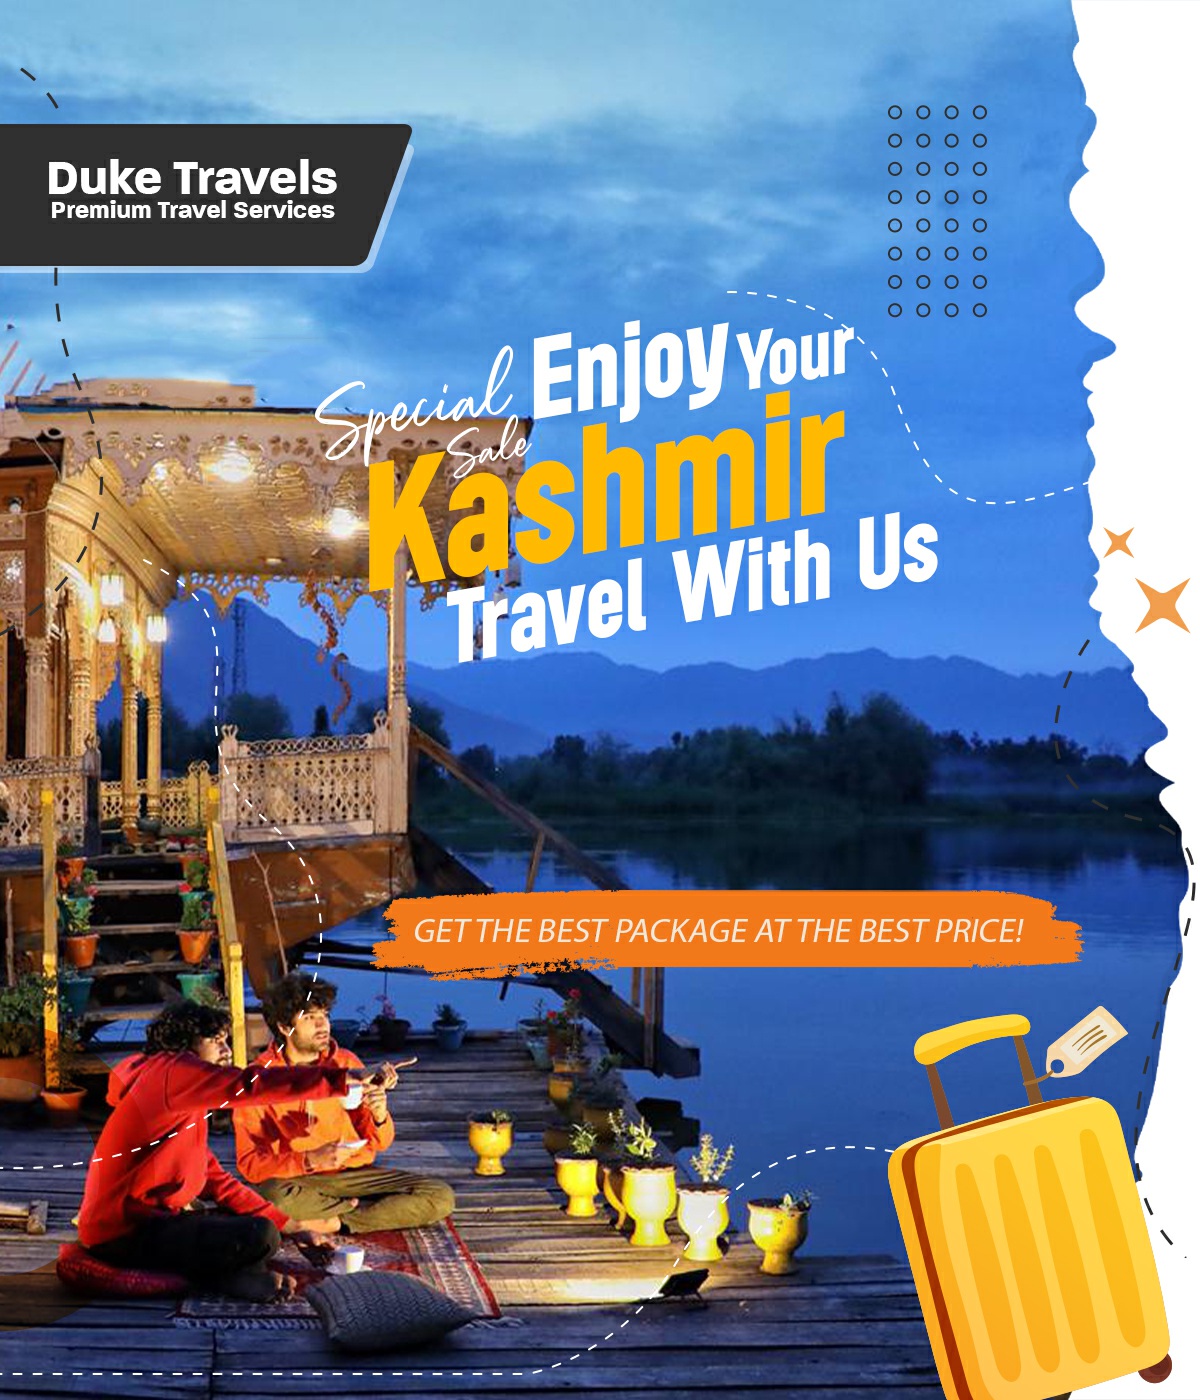 Duke Travels
Premium Travel Services
Special
Sale
Enjoy Your
Kashmir
Travel With Us
GET THE BEST PACKAGE AT THE BEST PRICE!